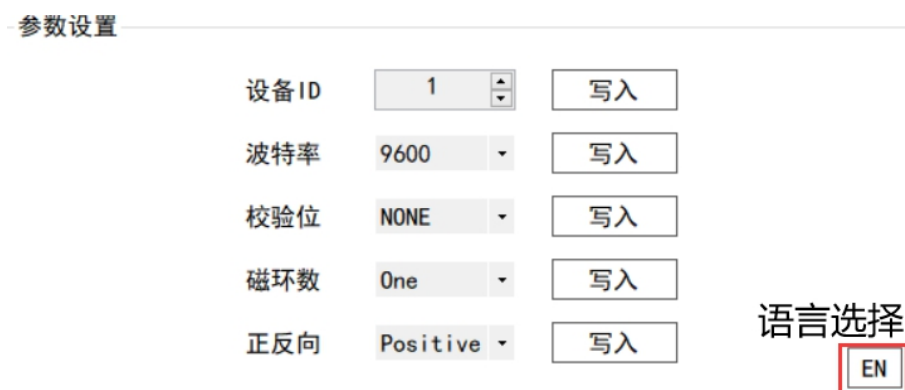 参数设置
设备ID 1 写入
波特率 9600 写入
校验位 NONE 写入
磁环数 One 写入
正反向 Positive 写入
语言选择
EN